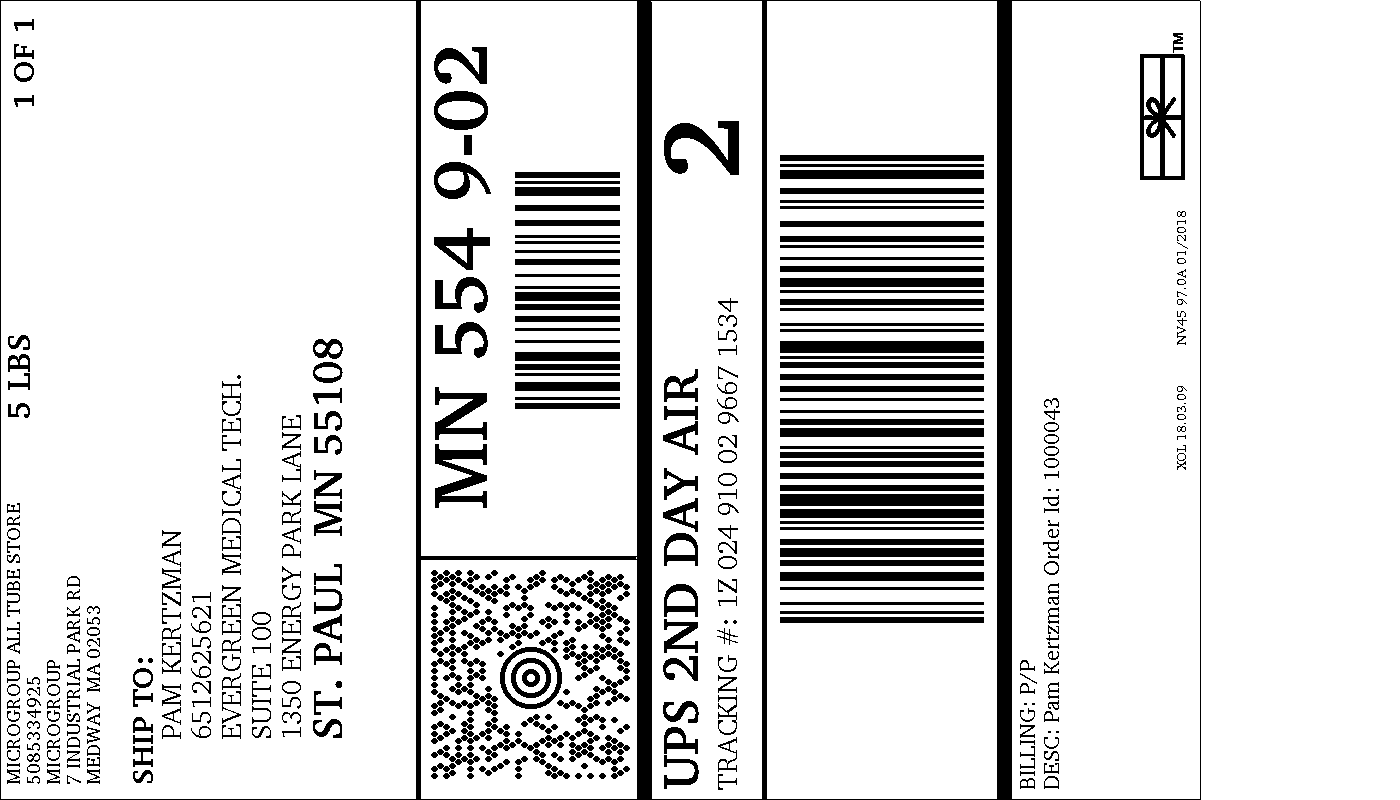 MICROGROUP ALL TUBE STORE
5085334925
MICROGROUP
7 INDUSTRIAL PARK RD
MEDWAY  MA 02053
5 LBS
1 OF 1
SHIP TO:
PAM KERTZMAN
6512625621
EVERGREEN MEDICAL TECH.
SUITE 100
1350 ENERGY PARK LANE
ST. PAUL  MN 55108
MN 554 9-02
UPS 2ND DAY AIR
2
TRACKING #: 1Z 024 910 02 9667 1534
BILLING: P/P
DESC: Pam Kertzman Order Id: 1000043
XOL 18.03.09
NV45 97.0A 01/2018
TM